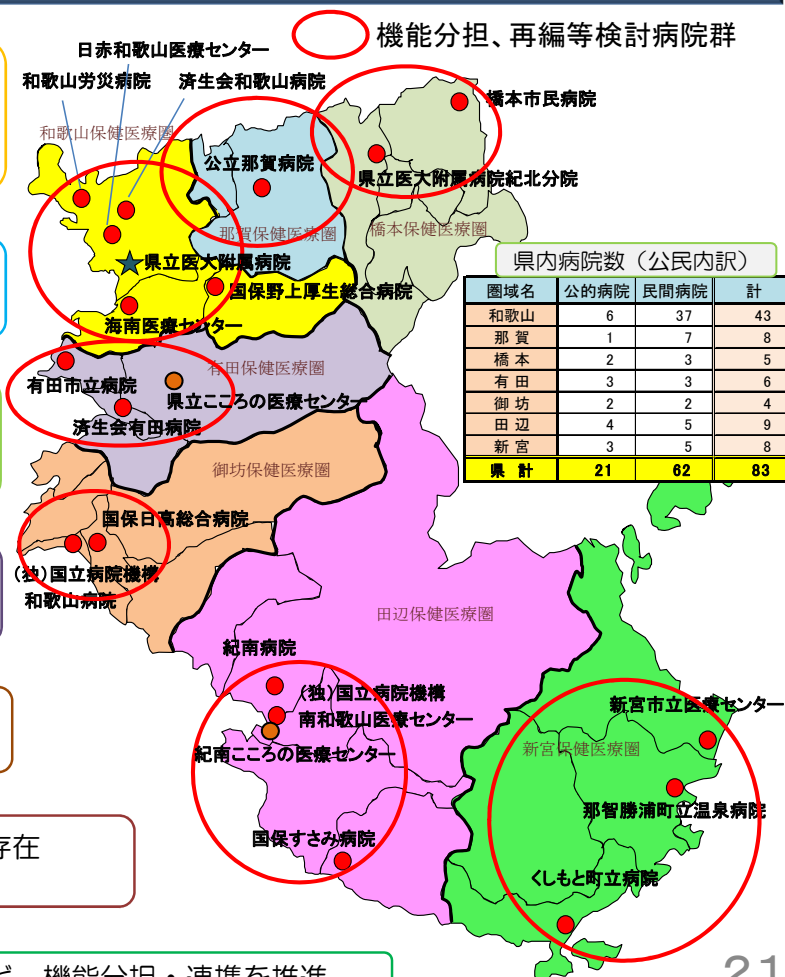 機能分担、再編等検討病院群
日赤和歌山医療センター
和歌山労災病院
済生会和歌山病院
橋本市民病院
和歌山保健医療圏
公立那賀病院
県立医大附属病院紀北分院
那賀保健医療圏
橋本保健医療圏
県立医大附属病院
国保野上厚生総合病院
海南医療センター
県内病院数（公民内訳）
圏域名 公的病院 民間病院 計
和歌山 6 37 43
那 賀 1 7 8
橋 本 2 3 5
有 田 3 3 6
御 坊 2 2 4
田 辺 4 5 9
新 宮 3 5 8
県 計 21 62 83
有田保健医療圏
有田市立病院
県立こころの医療センター
済生会有田病院
御坊保健医療圏
国保日高総合病院
(独)国立病院機構
和歌山病院
田辺保健医療圏
紀南病院
(独)国立病院機構
南和歌山医療センター
紀南こころの医療センター
新宮市立医療センター
新宮保健医療圏
那智勝浦町立温泉病院
国保すさみ病院
くしもと町立病院
存在
機能分担・連携を推進
21